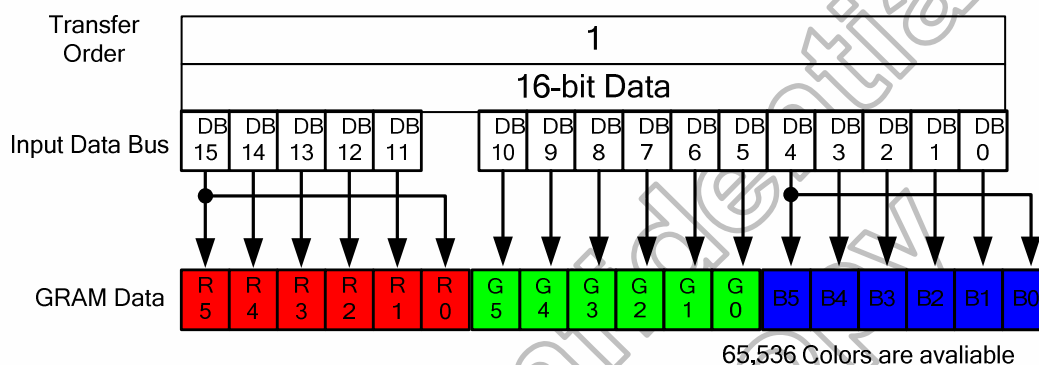 Transfer
Order
1
16-bit Data
Input Data Bus
DB 15 DB 14 DB 13 DB 12 DB 11 DB 10 DB 9 DB 8 DB 7 DB 6 DB 5 DB 4 DB 3 DB 2 DB 1 DB 0
GRAM Data
R 5 R 4 R 3 R 2 R 1 R 0 G 5 G 4 G 3 G 2 G 1 G 0 B5 B4 B3 B2 B1 B0
65,536 Colors are avaliable